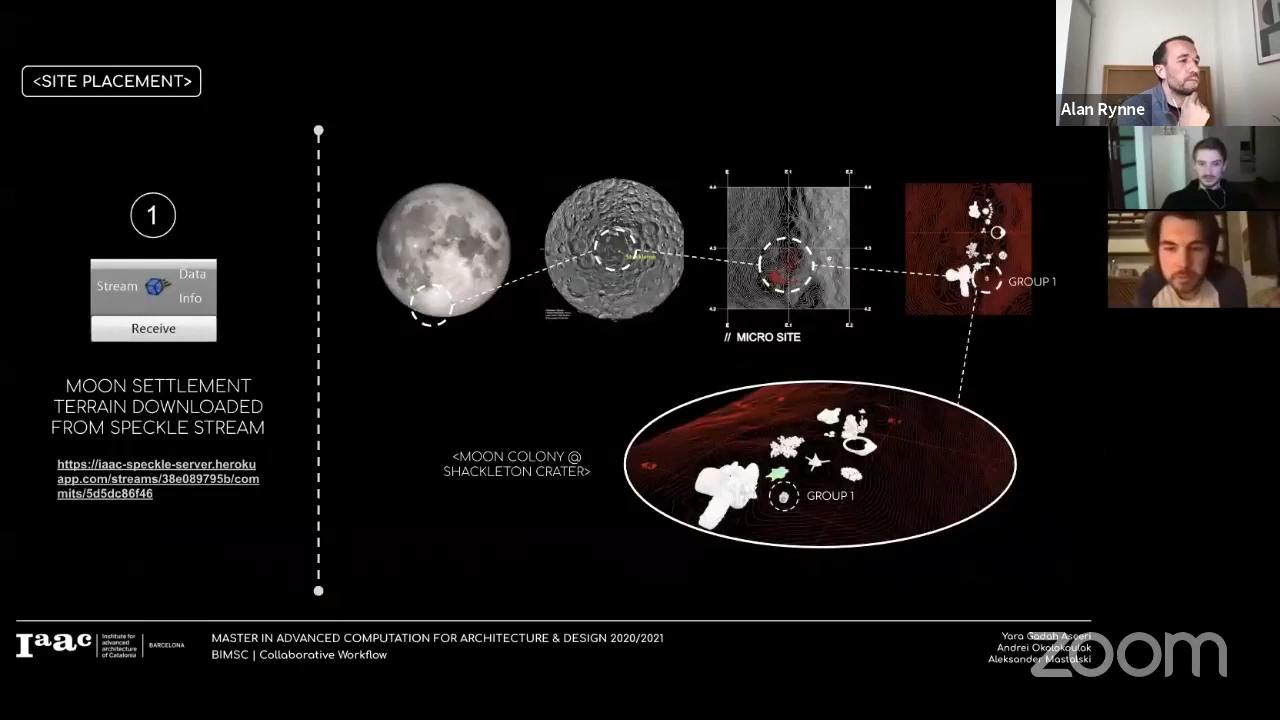 <SITE PLACEMENT>
Alan Rynne
1
Stream
Data
Info
Receive
MOON SETTLEMENT
TERRAIN DOWNLOADED
FROM SPECKLE STREAM
https://iaac-speckle-server.heroku
app.com/streams/38e089795b/com
mits/5d5dc86f46
Shackleton
// MICRO SITE
GROUP 1
<MOON COLONY @
SHACKLETON CRATER>
GROUP 1
Iaac
Institute for
advanced
architecture
of Catalonia
BARCELONA
MASTER IN ADVANCED COMPUTATION FOR ARCHITECTURE & DESIGN 2020/2021
BIMSC | Collaborative Workflow
Yara Gadah Aseeri
Andrei Okolokoulak
Aleksander Mastalski
zoom